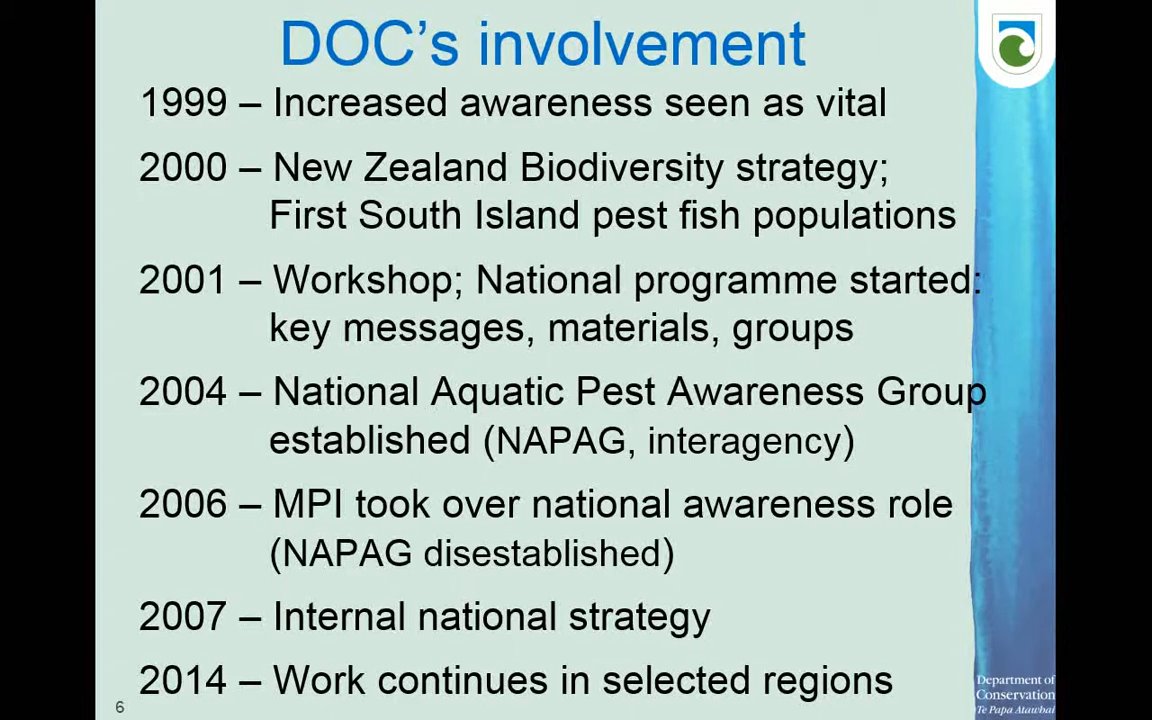 DOC’s involvement
1999 – Increased awareness seen as vital
2000 – New Zealand Biodiversity strategy;
First South Island pest fish populations
2001 – Workshop; National programme started:
key messages, materials, groups
2004 – National Aquatic Pest Awareness Group
established (NAPAG, interagency)
2006 – MPI took over national awareness role
(NAPAG disestablished)
2007 – Internal national strategy
2014 – Work continues in selected regions
6
Department of
Conservation
Te Papa Atawhai